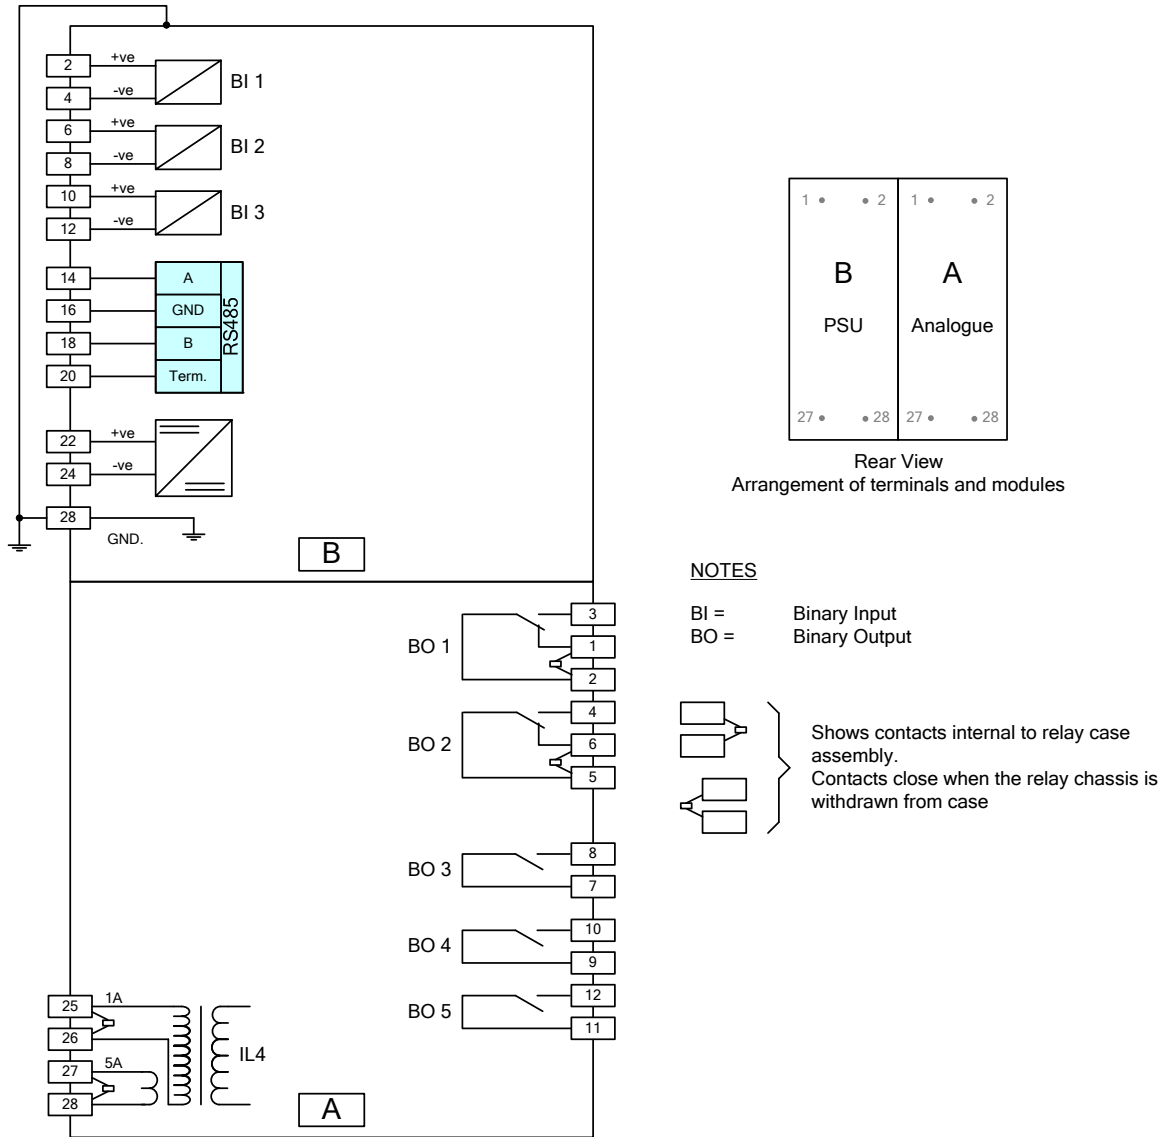 2 +ve
BI 1
4 -ve
6 +ve
BI 2
8 -ve
10 +ve
BI 3
12 -ve
14 A
16 GND
18 B
20 Term.
RS485
22 +ve
24 -ve
28
GND.
B
3
BO 1
1
2
4
BO 2
6
5
8
BO 3
7
10
BO 4
9
12
BO 5
11
25 1A
26
IL4
27 5A
28
A
1 2 1 2
B A
PSU Analogue
27 28 27 28
Rear View
Arrangement of terminals and modules
NOTES
BI = Binary Input
BO = Binary Output
Shows contacts internal to relay case
assembly.
Contacts close when the relay chassis is
withdrawn from case